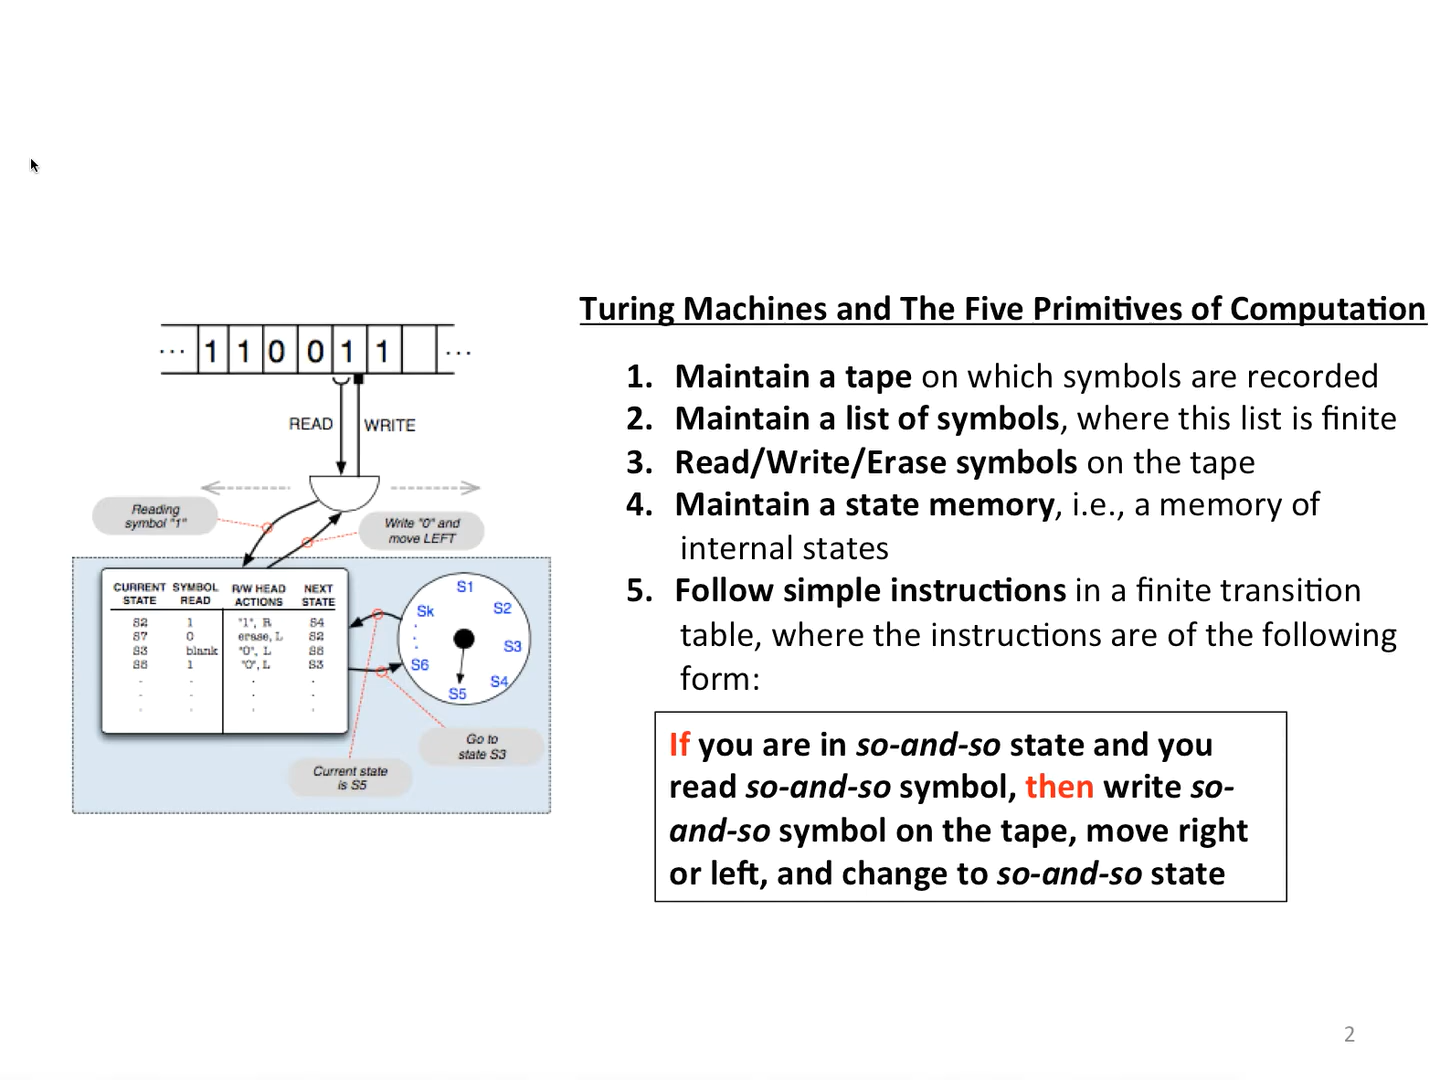 Turing Machines and The Five Primitives of Computation
··· 1 1 0 0 1 1 ···
READ WRITE
Reading
symbol "1"
Write "0" and
move LEFT
CURRENT STATE SYMBOL READ R/W HEAD ACTIONS NEXT STATE
S2 1 "1", R S4
S7 0 erase, L S2
S3 blank "0", L
S5 1 "0", L S3
S1
S2
S3
S4
S5
S6
Sk
Go to
state S3
Current state
is S5
1. Maintain a tape on which symbols are recorded
2. Maintain a list of symbols, where this list is finite
3. Read/Write/Erase symbols on the tape
4. Maintain a state memory, i.e., a memory of
internal states
5. Follow simple instructions in a finite transition
table, where the instructions are of the following
form:
If you are in so-and-so state and you
read so-and-so symbol, then write so-
and-so symbol on the tape, move right
or left, and change to so-and-so state
2